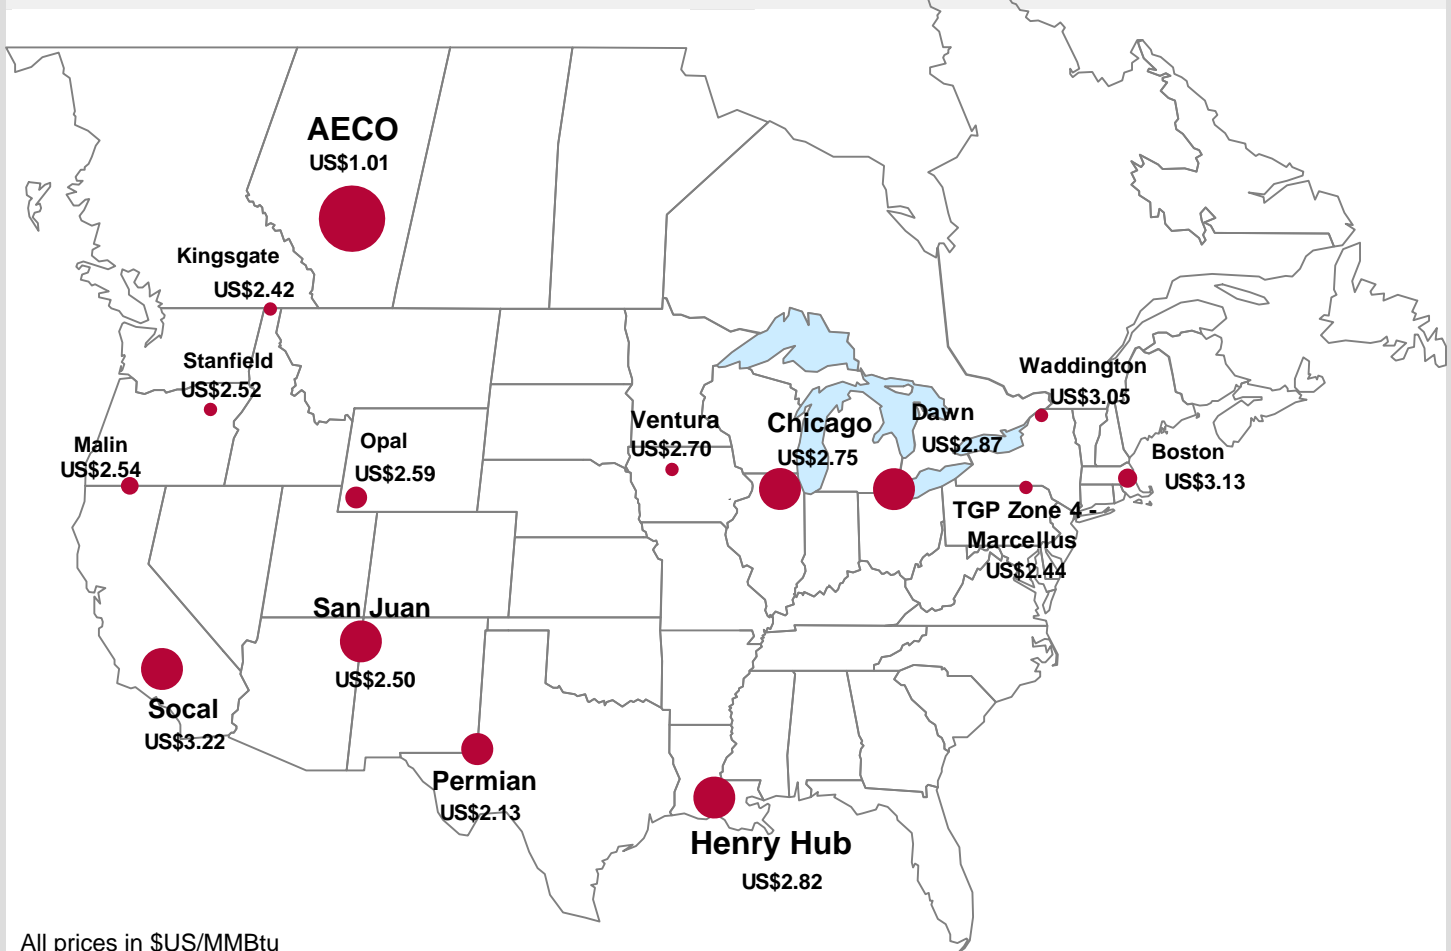 AECO
US$1.01
Kingsgate
US$2.42
Stanfield
US$2.52
Malin
US$2.54
Opal
US$2.59
Ventura
US$2.70
Chicago
US$2.75
Dawn
US$2.87
Waddington
US$3.05
Boston
US$3.13
TGP Zone 4 -
Marcellus
US$2.44
San Juan
US$2.50
Socal
US$3.22
Permian
US$2.13
Henry Hub
US$2.82
All prices in $US/MMBtu